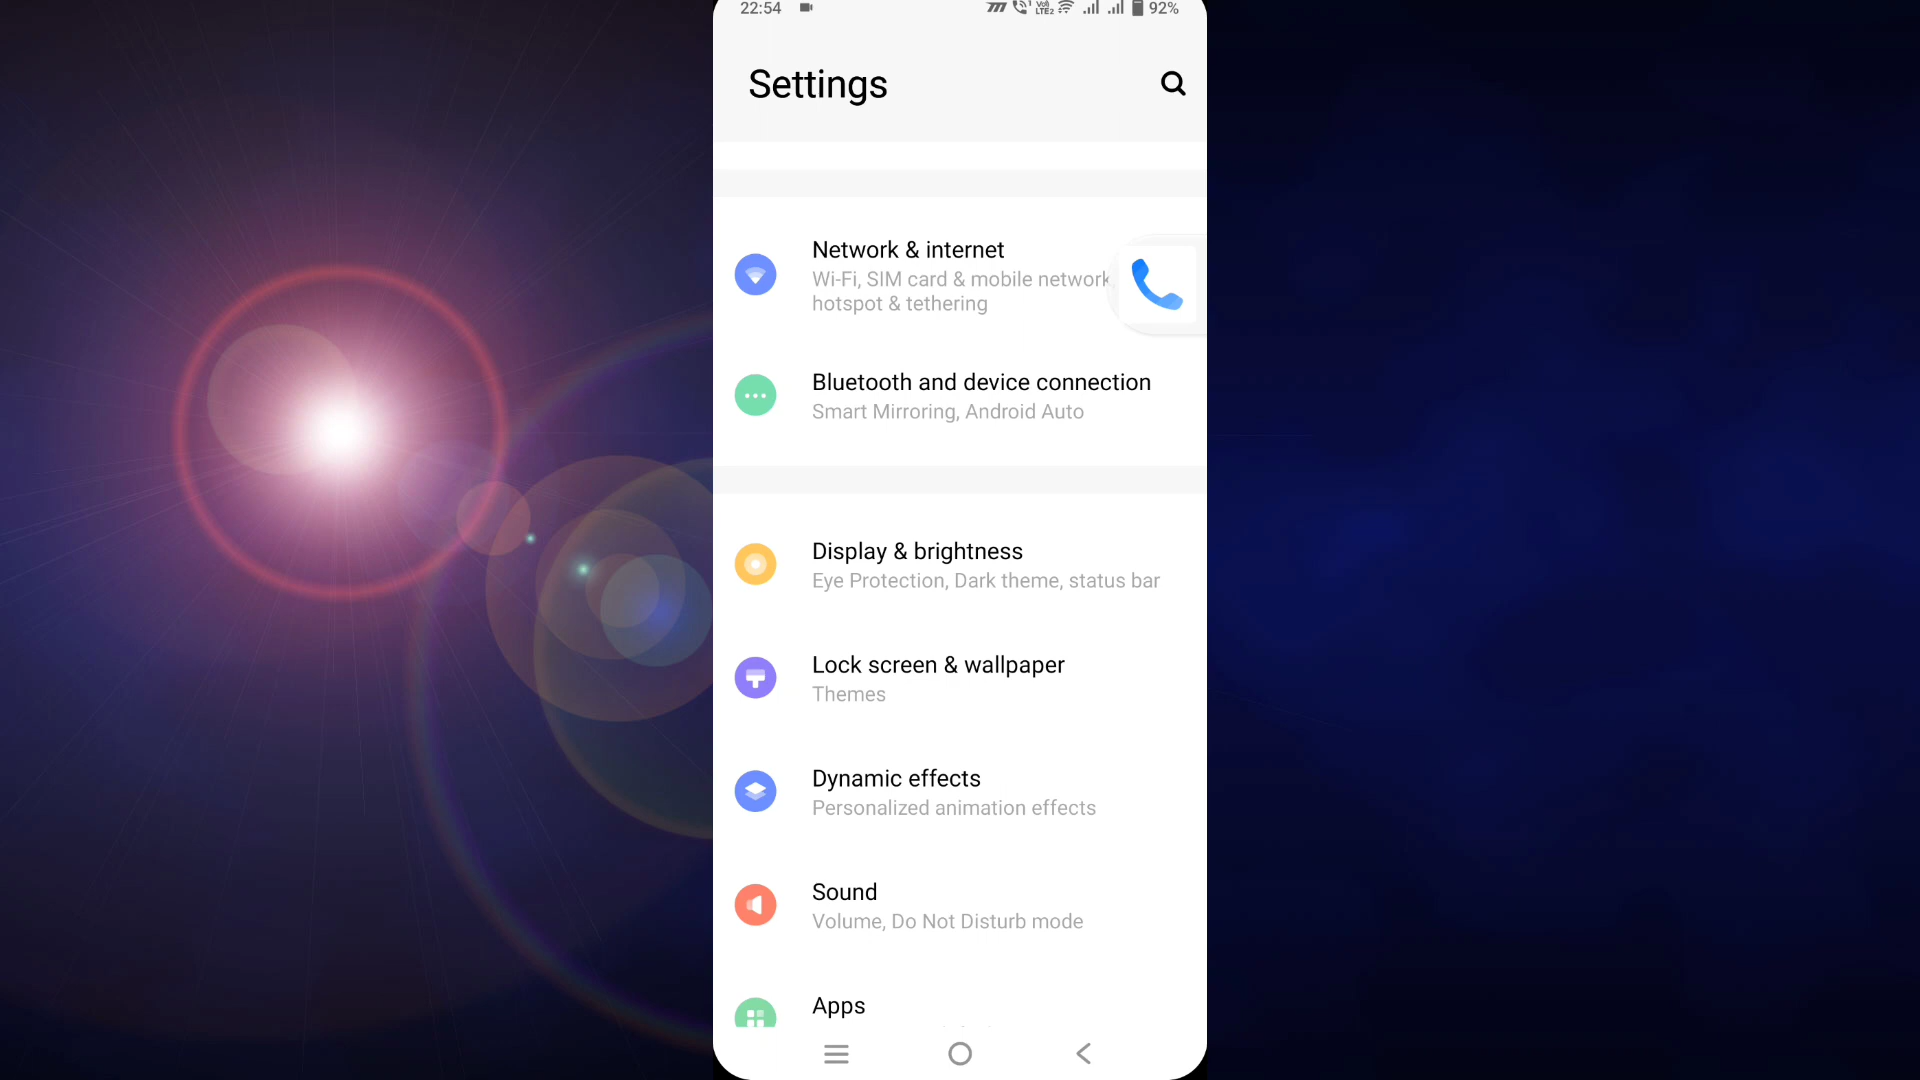 22:54 92%
Settings
Network & internet
Wi-Fi, SIM card & mobile network
hotspot & tethering
Bluetooth and device connection
Smart Mirroring, Android Auto
Display & brightness
Eye Protection, Dark theme, status bar
Lock screen & wallpaper
Themes
Dynamic effects
Personalized animation effects
Sound
Volume, Do Not Disturb mode
Apps